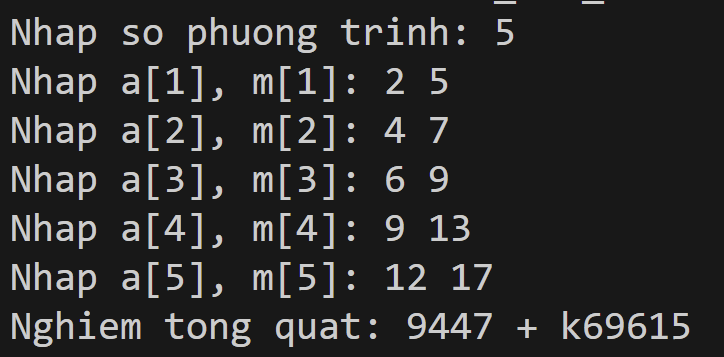 Nhap so phuong trinh: 5
Nhap a[1], m[1]: 2 5
Nhap a[2], m[2]: 4 7
Nhap a[3], m[3]: 6 9
Nhap a[4], m[4]: 9 13
Nhap a[5], m[5]: 12 17
Nghiem tong quat: 9447 + k69615